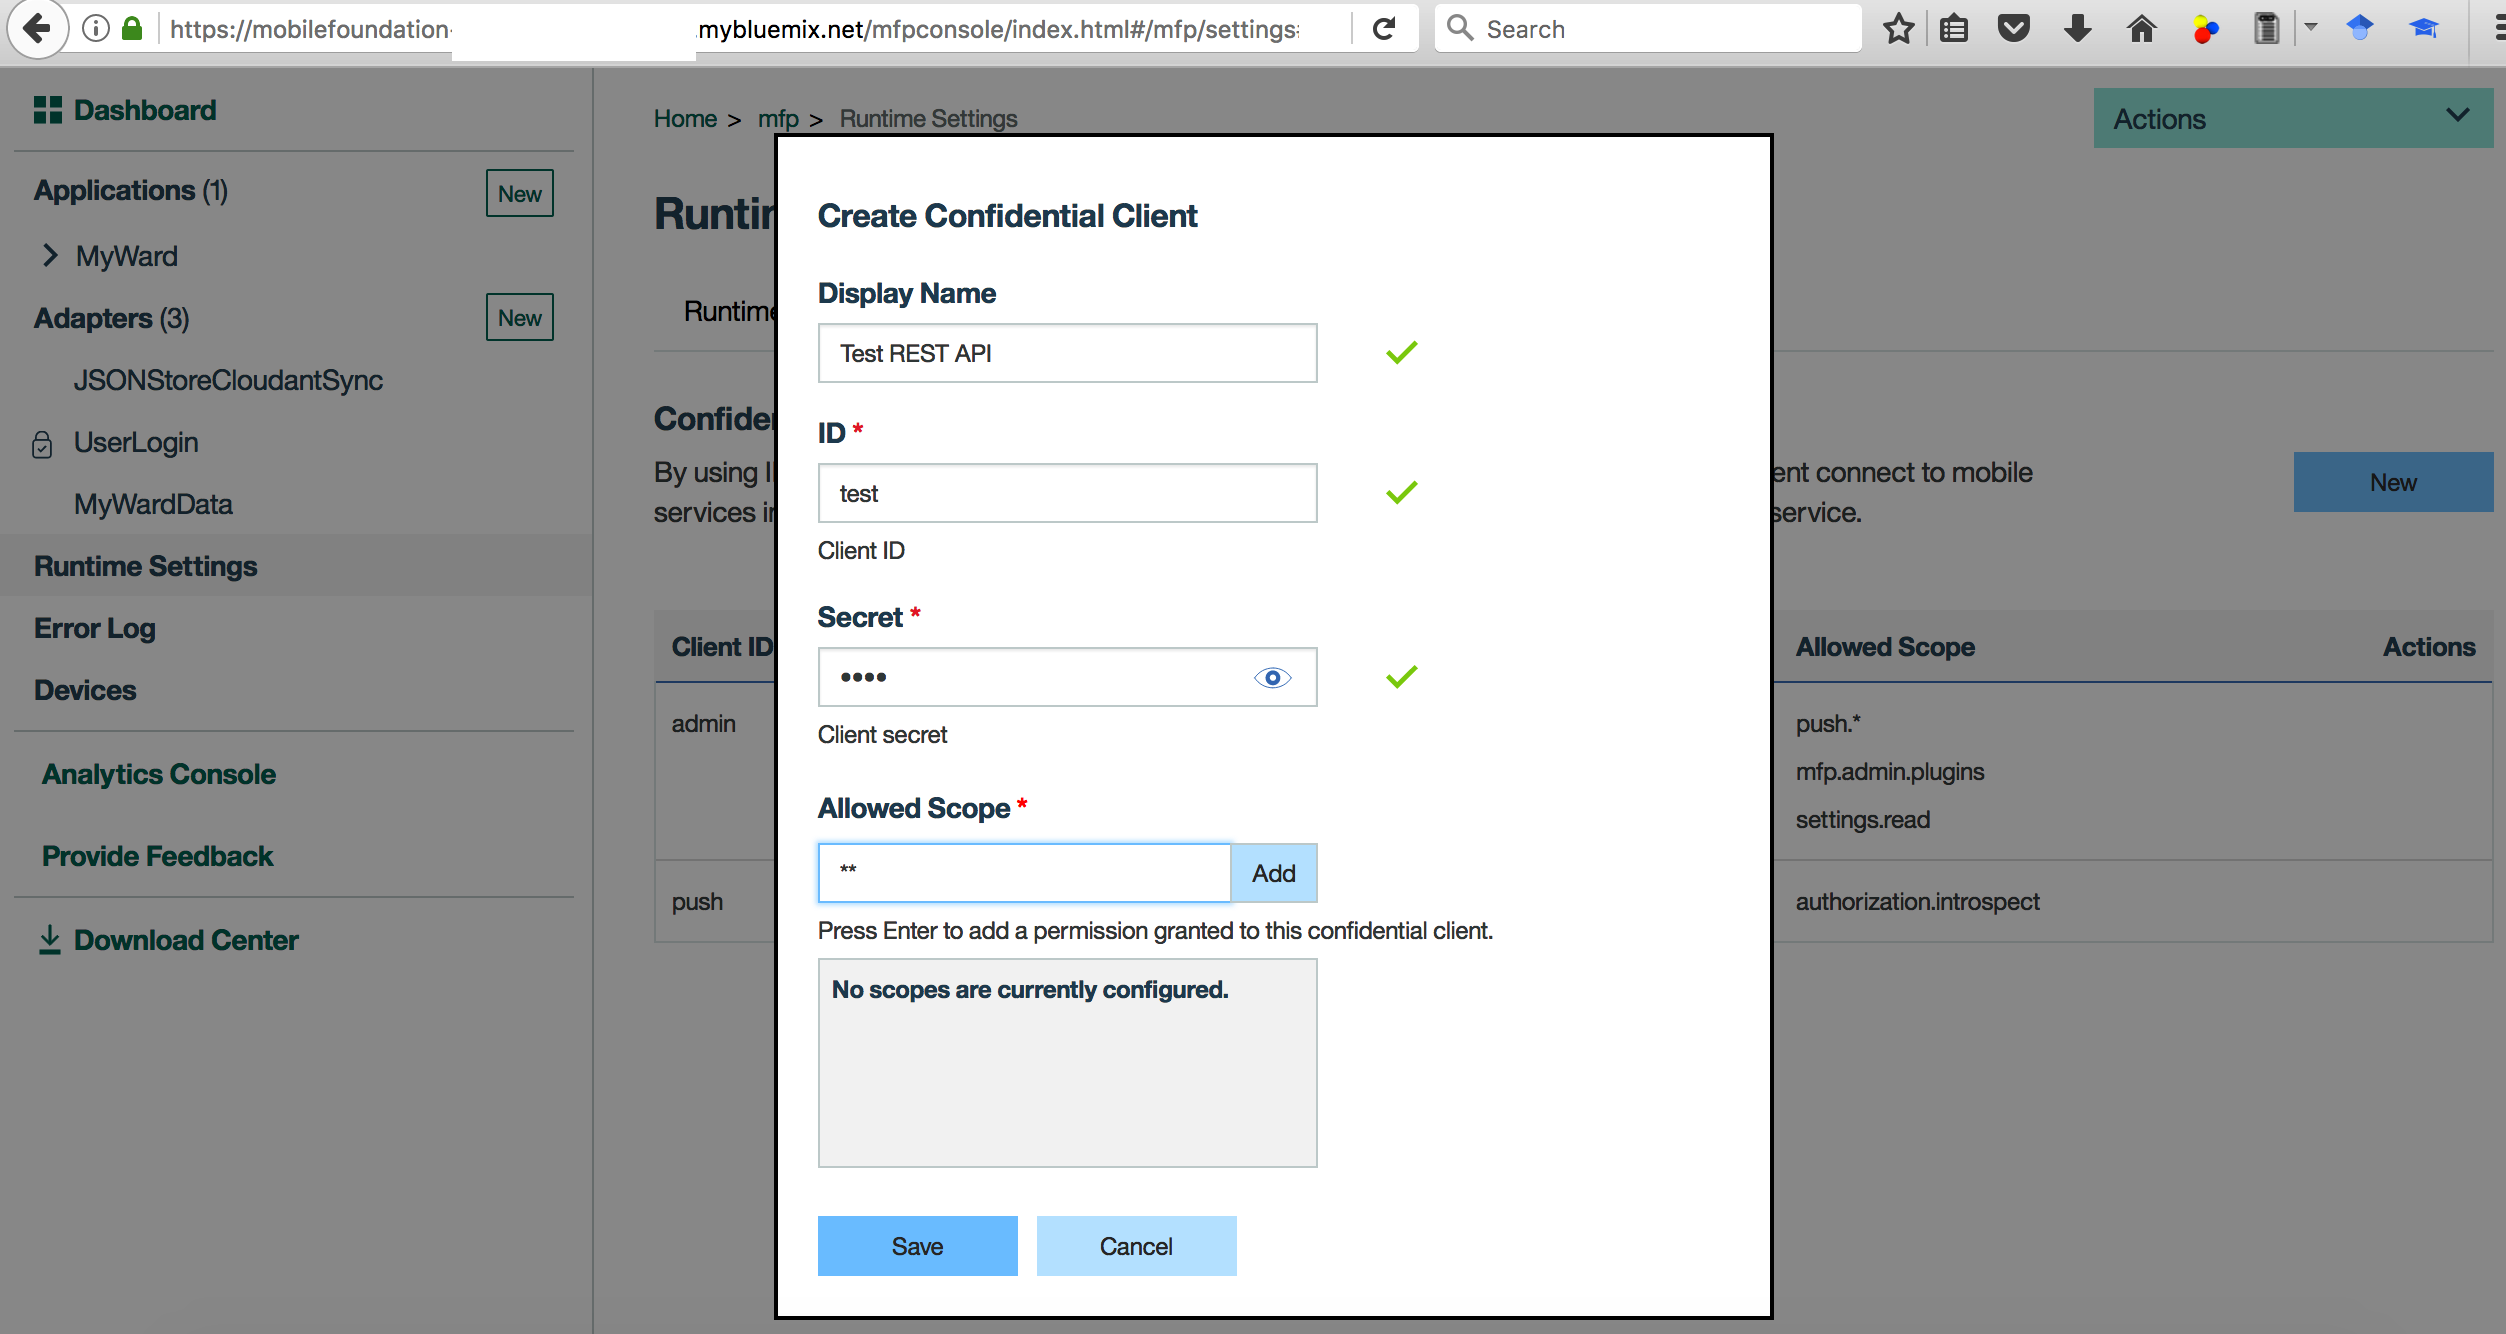 https://mobilefoundation- .mybluemix.net/mfpconsole/index.html#/mfp/settings
Search
Dashboard
Applications (1)
New
MyWard
Adapters (3)
New
JSONStoreCloudantSync
UserLogin
MyWardData
Runtime Settings
Error Log
Devices
Analytics Console
Provide Feedback
Download Center
Home > mfp > Runtime Settings
Actions
Runtin
Runtime
Confider
By using I
services in
ent connect to mobile
service.
New
Client ID
Allowed Scope
Actions
admin
push.*
mfp.admin.plugins
settings.read
push
authorization.introspect
Create Confidential Client
Display Name
Test REST API
ID *
test
Client ID
Secret *
••••
Client secret
Allowed Scope *
**
Add
Press Enter to add a permission granted to this confidential client.
No scopes are currently configured.
Save
Cancel